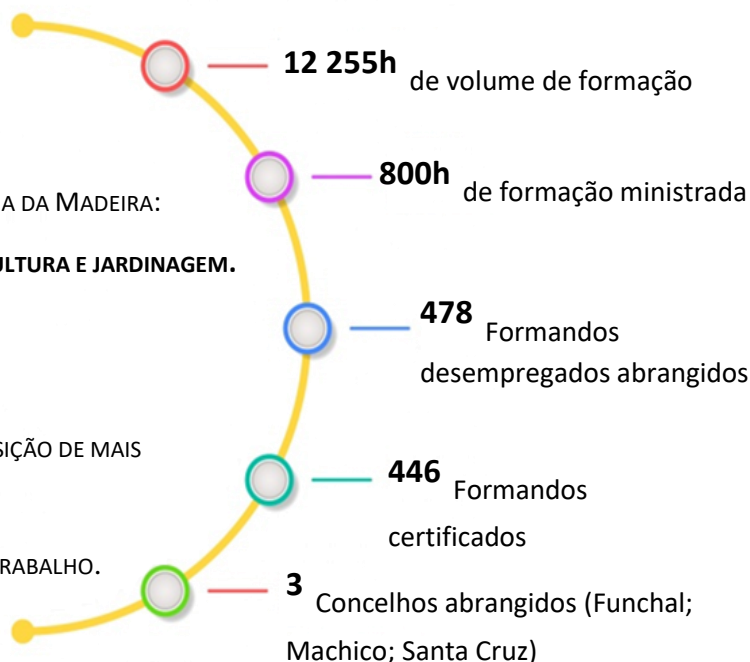 12 255h de volume de formação
800h de formação ministrada
A DA MADEIRA:
ULTURA E JARDINAGEM.
478 Formandos
desempregados abrangidos
SIÇÃO DE MAIS
446 Formandos
certificados
RABALHO.
3 Concelhos abrangidos (Funchal;
Machico; Santa Cruz)